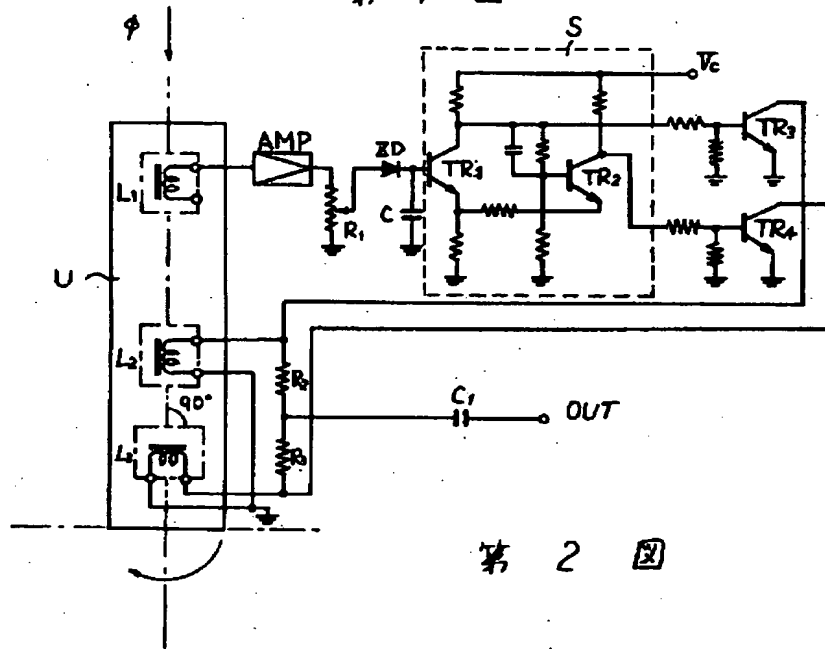 φ
S
Vc
AMP
ZD
TR1
TR2
TR3
L1
R1
C
TR4
U
L2
R2
90°
C1
OUT
L3
R3
第 2 図